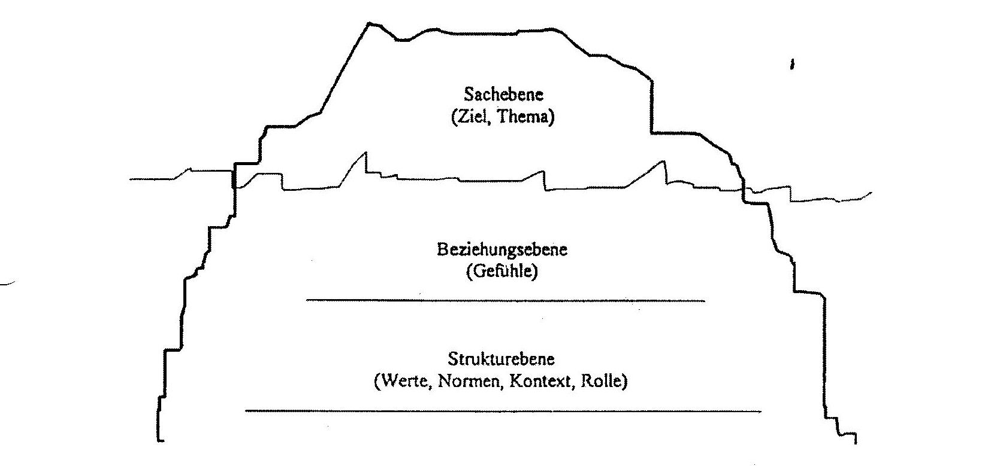 Sachebene
(Ziel, Thema)
Beziehungsebene
(Gefühle)
Strukturebene
(Werte, Normen, Kontext, Rolle)